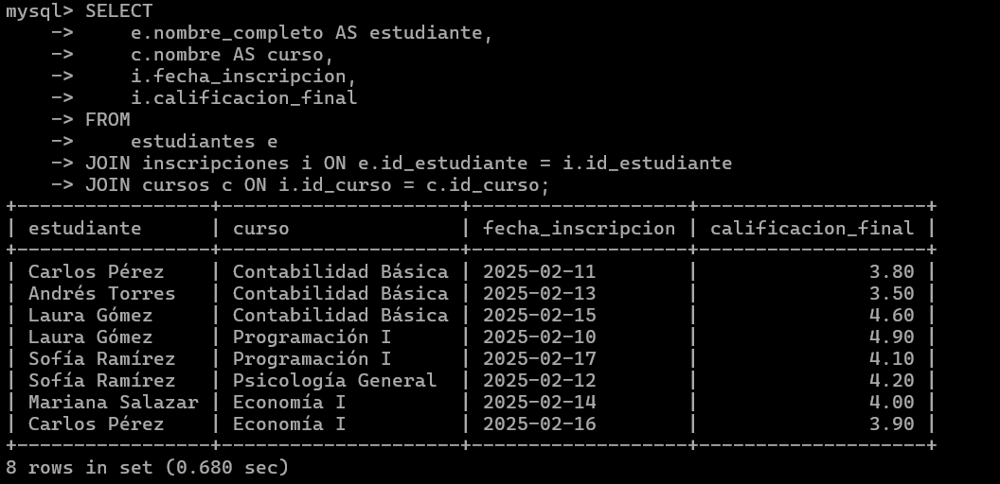 mysql> SELECT
    ->     e.nombre_completo AS estudiante,
    ->     c.nombre AS curso,
    ->     i.fecha_inscripcion,
    ->     i.calificacion_final
    -> FROM
    ->     estudiantes e
    -> JOIN inscripciones i ON e.id_estudiante = i.id_estudiante
    -> JOIN cursos c ON i.id_curso = c.id_curso;
+-----------------+---------------------+-------------------+--------------------+
| estudiante      | curso               | fecha_inscripcion | calificacion_final |
+-----------------+---------------------+-------------------+--------------------+
| Carlos Pérez    | Contabilidad Básica | 2025-02-11        |               3.80 |
| Andrés Torres   | Contabilidad Básica | 2025-02-13        |               3.50 |
| Laura Gómez     | Contabilidad Básica | 2025-02-15        |               4.60 |
| Laura Gómez     | Programación I      | 2025-02-10        |               4.90 |
| Sofía Ramírez   | Programación I      | 2025-02-17        |               4.10 |
| Sofía Ramírez   | Psicología General  | 2025-02-12        |               4.20 |
| Mariana Salazar | Economía I          | 2025-02-14        |               4.00 |
| Carlos Pérez    | Economía I          | 2025-02-16        |               3.90 |
+-----------------+---------------------+-------------------+--------------------+
8 rows in set (0.680 sec)